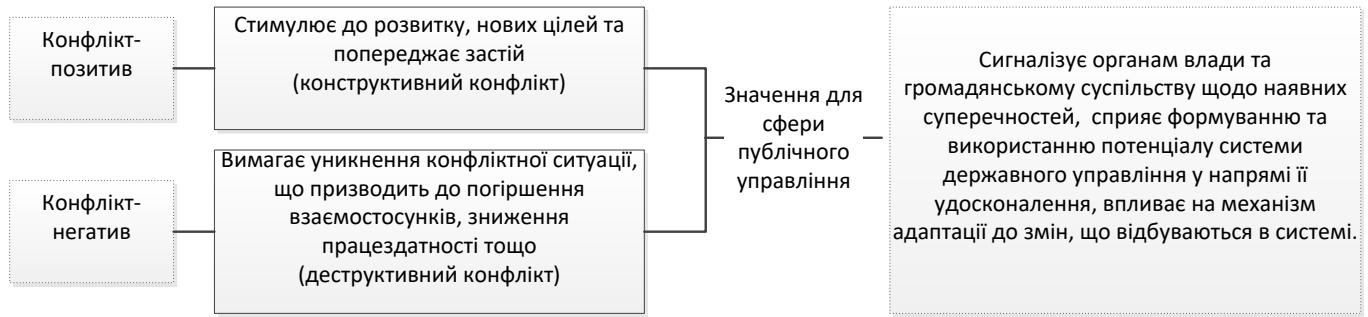 Конфлікт-
позитив
Стимулює до розвитку, нових цілей та
попереджає застій
(конструктивний конфлікт)
Конфлікт-
негатив
Вимагає уникнення конфліктної ситуації,
що призводить до погіршення
взаємостосунків, зниження
працездатності тощо
(деструктивний конфлікт)
Значення для
сфери
публічного
управління
Сигналізує органам влади та
громадянському суспільству щодо наявних
суперечностей, сприяє формуванню та
використанню потенціалу системи
державного управління у напрямі її
удосконалення, впливає на механізм
адаптації до змін, що відбуваються в системі.